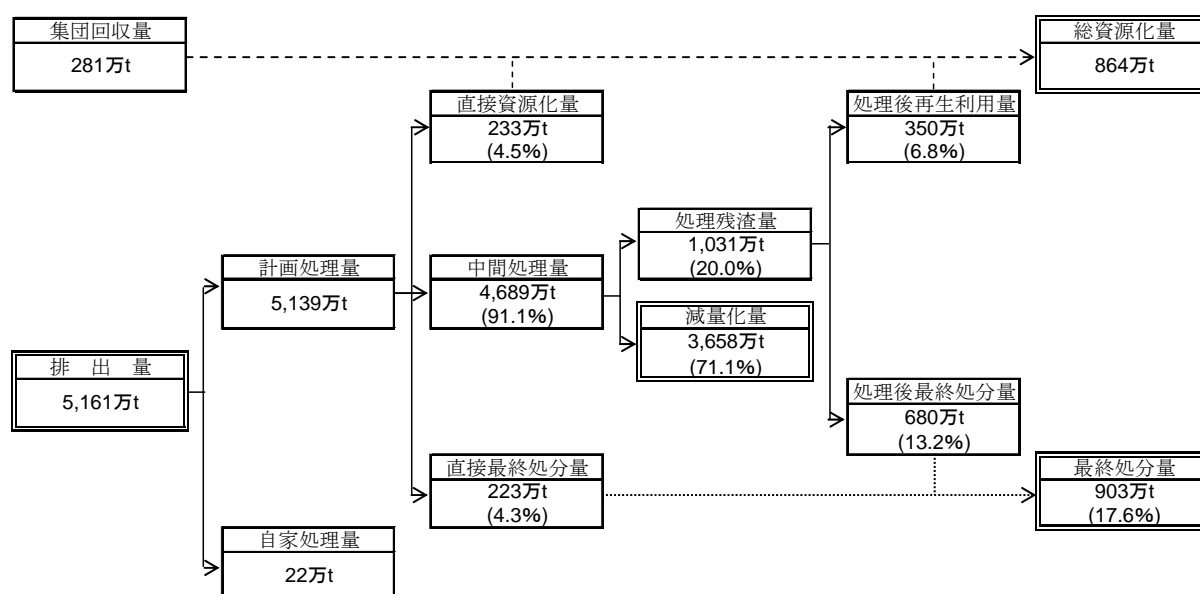 集団回収量
281万t
総資源化量
864万t
直接資源化量
233万t
(4.5%)
処理後再生利用量
350万t
(6.8%)
処理残渣量
1,031万t
(20.0%)
計画処理量
5,139万t
中間処理量
4,689万t
(91.1%)
減量化量
3,658万t
(71.1%)
排 出 量
5,161万t
処理後最終処分量
680万t
(13.2%)
直接最終処分量
223万t
(4.3%)
最終処分量
903万t
(17.6%)
自家処理量
22万t